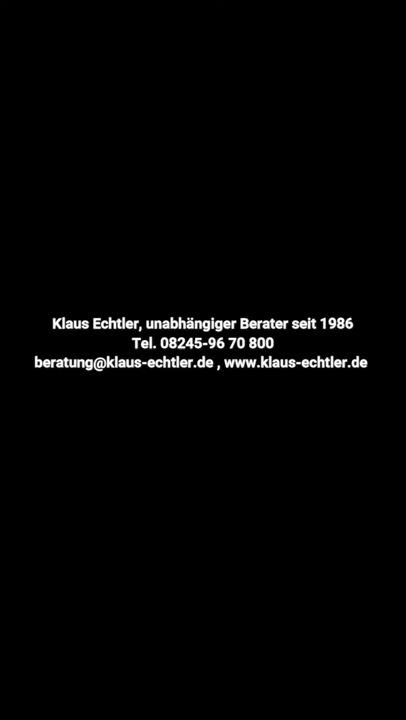 Klaus Echtler, unabhängiger Berater seit 1986
Tel. 08245-96 70 800
beratung@klaus-echtler.de , www.klaus-echtler.de